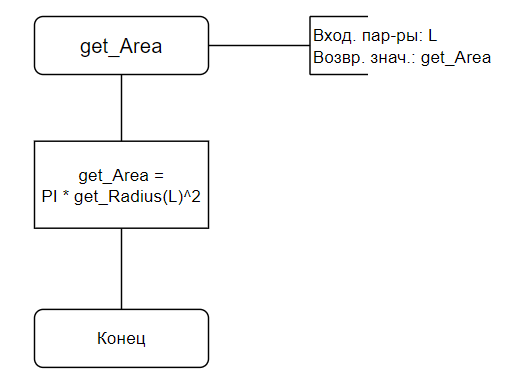 get_Area
Вход. пар-ры: L
Возвр. знач.: get_Area
get_Area =
PI * get_Radius(L)^2
Конец